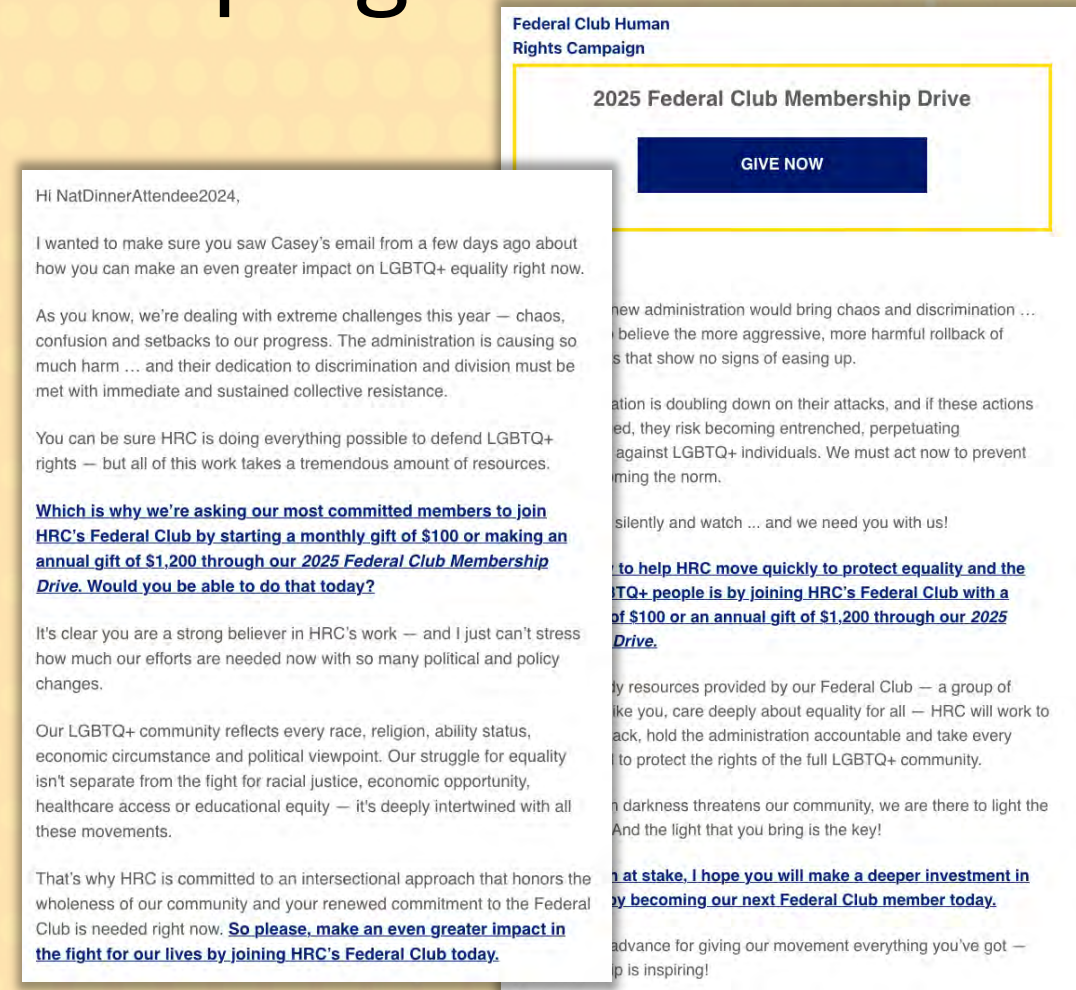 Federal Club Human
Rights Campaign
2025 Federal Club Membership Drive
GIVE NOW
Hi NatDinnerAttendee2024,
I wanted to make sure you saw Casey's email from a few days ago about
how you can make an even greater impact on LGBTQ+ equality right now.
As you know, we're dealing with extreme challenges this year — chaos,
confusion and setbacks to our progress. The administration is causing so
much harm … and their dedication to discrimination and division must be
met with immediate and sustained collective resistance.
You can be sure HRC is doing everything possible to defend LGBTQ+
rights — but all of this work takes a tremendous amount of resources.
Which is why we're asking our most committed members to join
HRC's Federal Club by starting a monthly gift of $100 or making an
annual gift of $1,200 through our 2025 Federal Club Membership
Drive. Would you be able to do that today?
It's clear you are a strong believer in HRC's work — and I just can't stress
how much our efforts are needed now with so many political and policy
changes.
Our LGBTQ+ community reflects every race, religion, ability status,
economic circumstance and political viewpoint. Our struggle for equality
isn't separate from the fight for racial justice, economic opportunity,
healthcare access or educational equity — it's deeply intertwined with all
these movements.
That's why HRC is committed to an intersectional approach that honors the
wholeness of our community and your renewed commitment to the Federal
Club is needed right now. So please, make an even greater impact in
the fight for our lives by joining HRC's Federal Club today.
new administration would bring chaos and discrimination …
believe the more aggressive, more harmful rollback of
that show no signs of easing up.
is doubling down on their attacks, and if these actions
they risk becoming entrenched, perpetuating
against LGBTQ+ individuals. We must act now to prevent
the norm.
silently and watch ... and we need you with us!
to help HRC move quickly to protect equality and the
people is by joining HRC's Federal Club with a
of $100 or an annual gift of $1,200 through our 2025
Drive.
resources provided by our Federal Club — a group of
like you, care deeply about equality for all — HRC will work to
hold the administration accountable and take every
to protect the rights of the full LGBTQ+ community.
darkness threatens our community, we are there to light the
And the light that you bring is the key!
at stake, I hope you will make a deeper investment in
by becoming our next Federal Club member today.
advance for giving our movement everything you've got —
is inspiring!